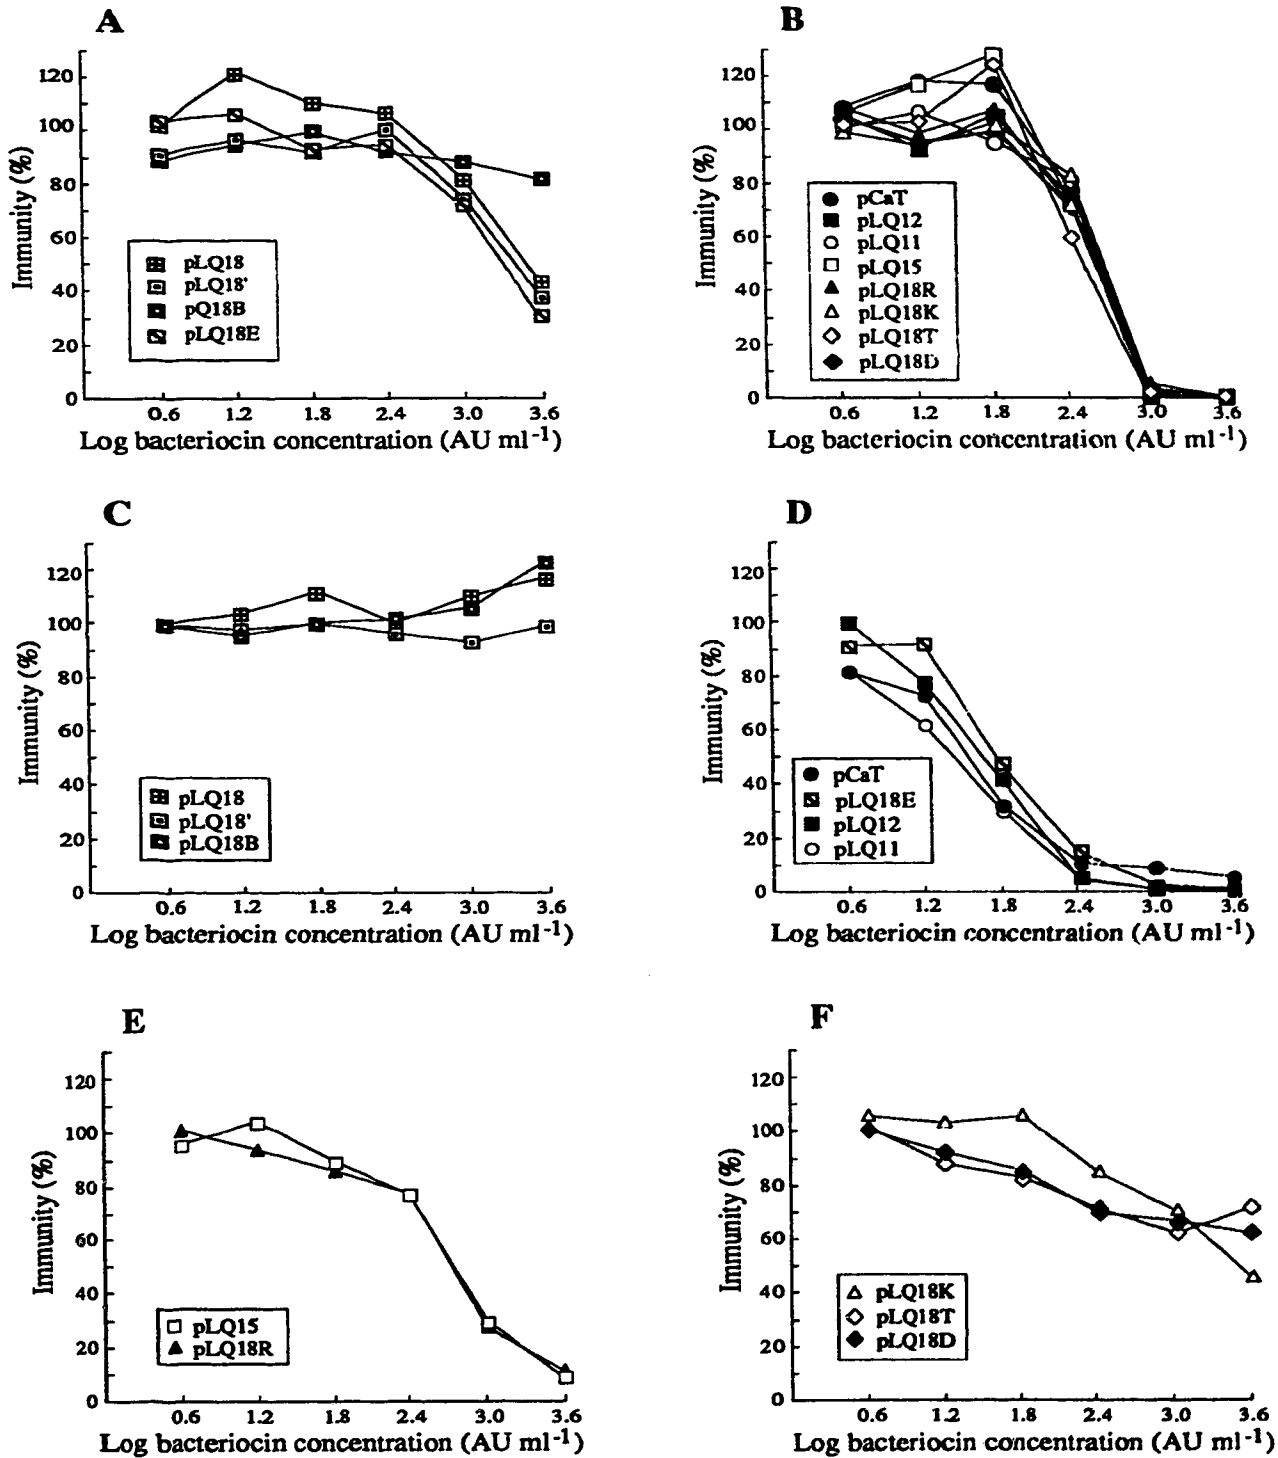 A
Immunity (%)
120
100
80
60
40
20
0
pLQ18
pLQ18'
pQ18B
pLQ18E
0.6 1.2 1.8 2.4 3.0 3.6
Log bacteriocin concentration (AU ml-1)
B
Immunity (%)
120
100
80
60
40
20
0
pCaT
pLQ12
pLQ11
pLQ15
pLQ18R
pLQ18K
pLQ18T
pLQ18D
0.6 1.2 1.8 2.4 3.0 3.6
Log bacteriocin concentration (AU ml-1)
C
Immunity (%)
120
100
80
60
40
20
0
pLQ18
pLQ18'
pLQ18B
0.6 1.2 1.8 2.4 3.0 3.6
Log bacteriocin concentration (AU ml-1)
D
Immunity (%)
120
100
80
60
40
20
0
pCaT
pLQ18E
pLQ12
pLQ11
0.6 1.2 1.8 2.4 3.0 3.6
Log bacteriocin concentration (AU ml-1)
E
Immunity (%)
120
100
80
60
40
20
0
pLQ15
pLQ18R
0.6 1.2 1.8 2.4 3.0 3.6
Log bacteriocin concentration (AU ml-1)
F
Immunity (%)
120
100
80
60
40
20
0
pLQ18K
pLQ18T
pLQ18D
0.6 1.2 1.8 2.4 3.0 3.6
Log bacteriocin concentration (AU ml-1)